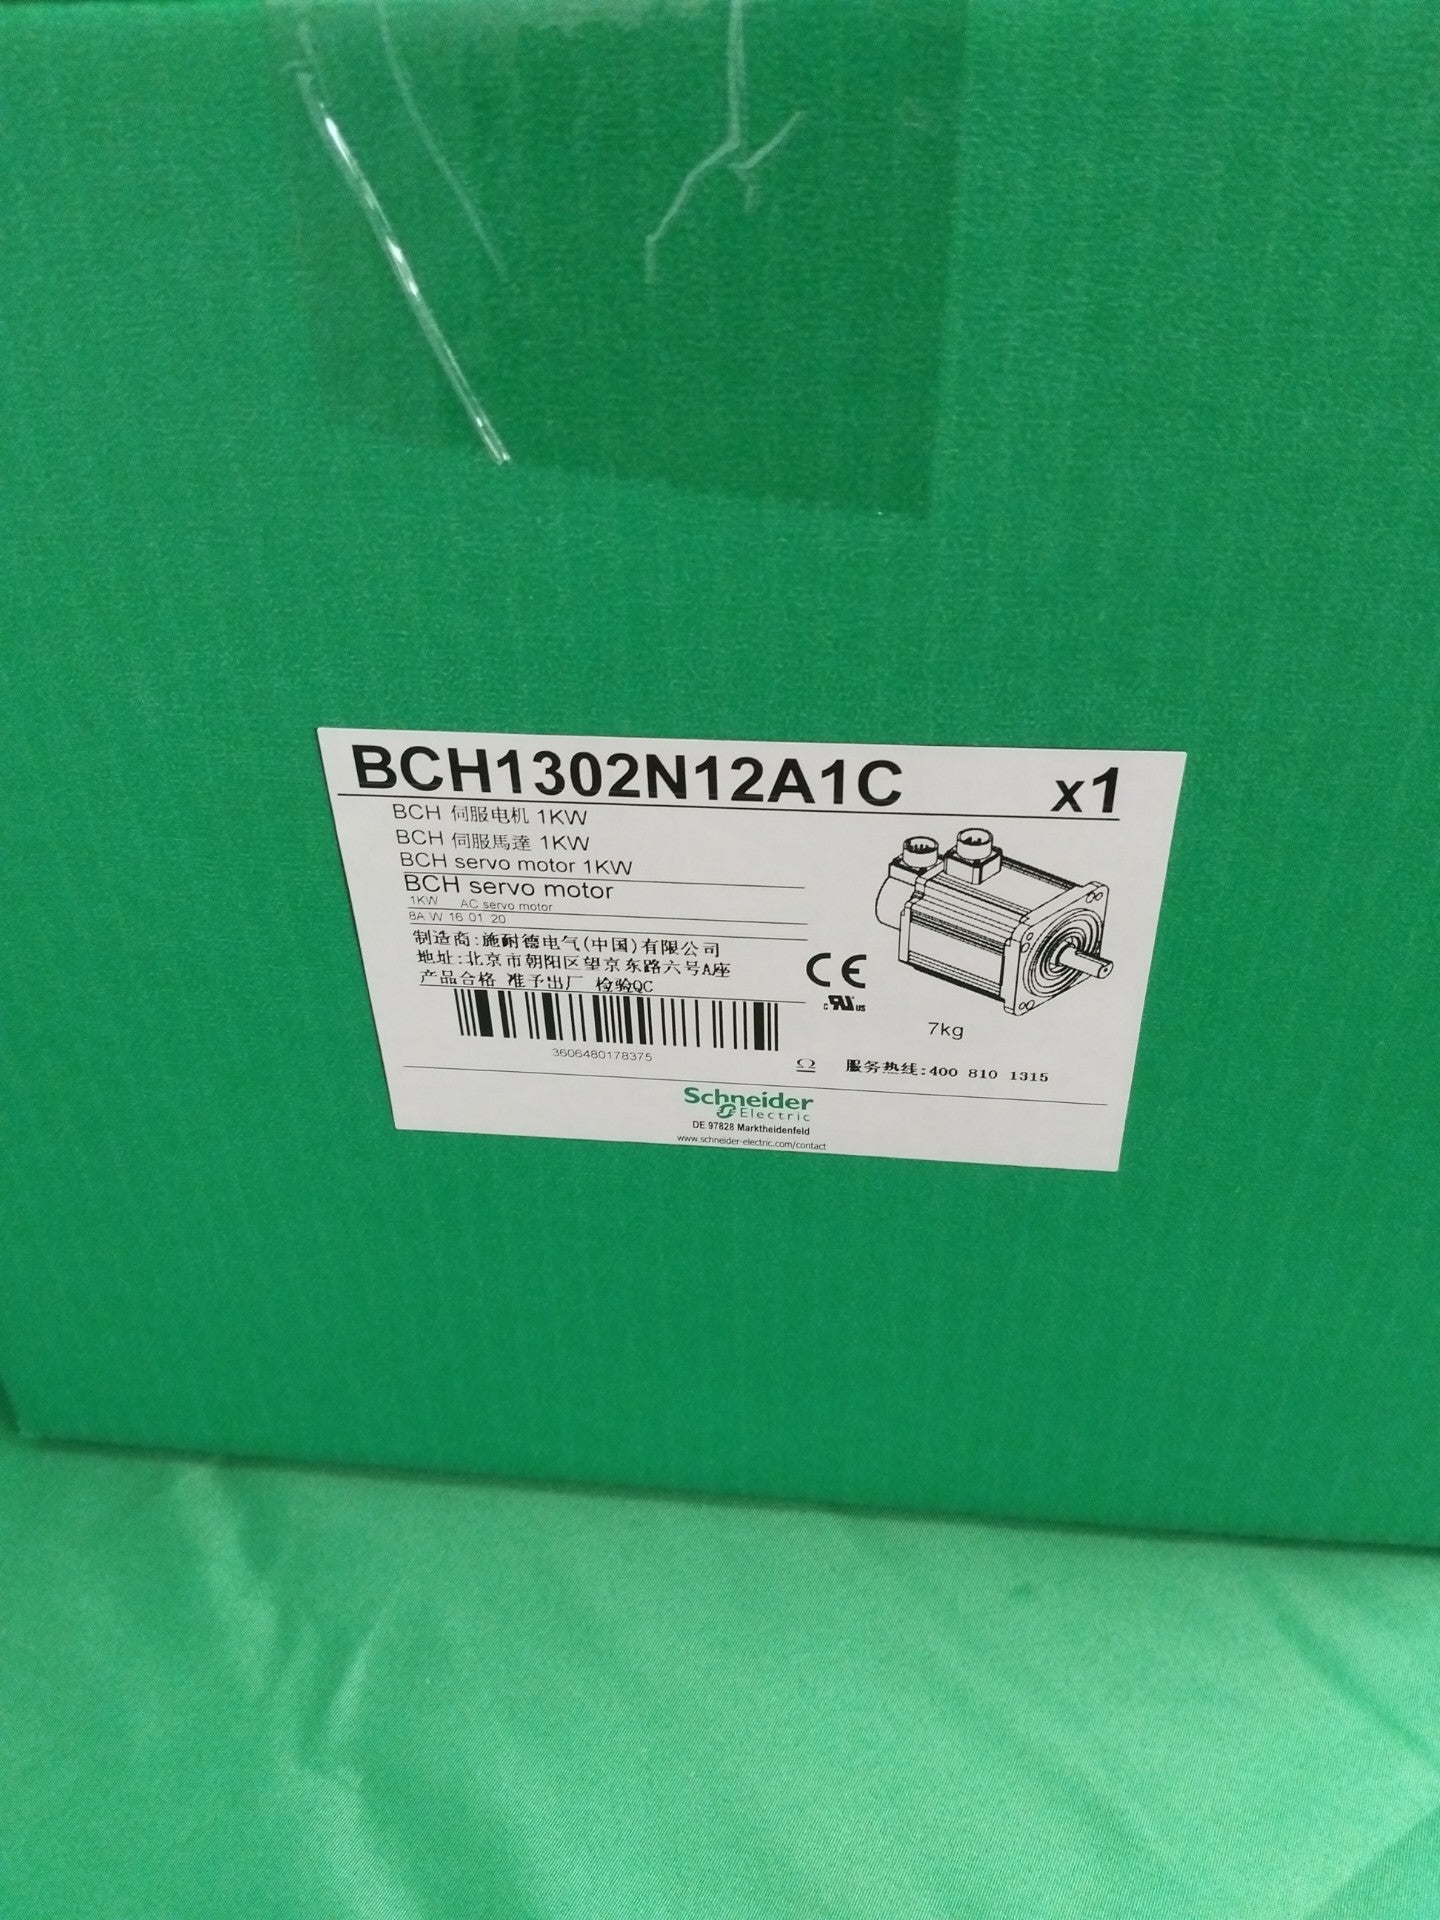 BCH1302N12A1C x1
BCH 伺服电机 1KW
BCH 伺服馬達 1KW
BCH servo motor 1KW
BCH servo motor
1KW AC servo motor
8A W 16 01 20
制造商:施耐德电气(中国)有限公司
地址:北京市朝阳区望京东路六号A座
产品合格 准予出厂 检验QC
CE
c RU us
7kg
3606480178375
Ω 服务热线:400 810 1315
Schneider
Electric
DE 97828 Marktheidenfeld
www.schneider-electric.com/contact